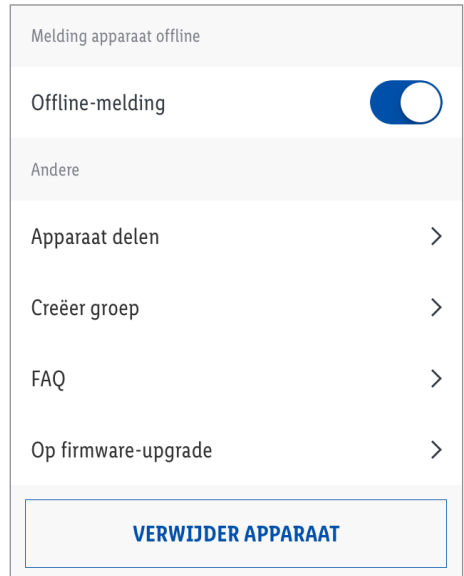 Melding apparaat offline
Offline-melding
Andere
Apparaat delen
Creëer groep
FAQ
Op firmware-upgrade
VERWIJDER APPARAAT